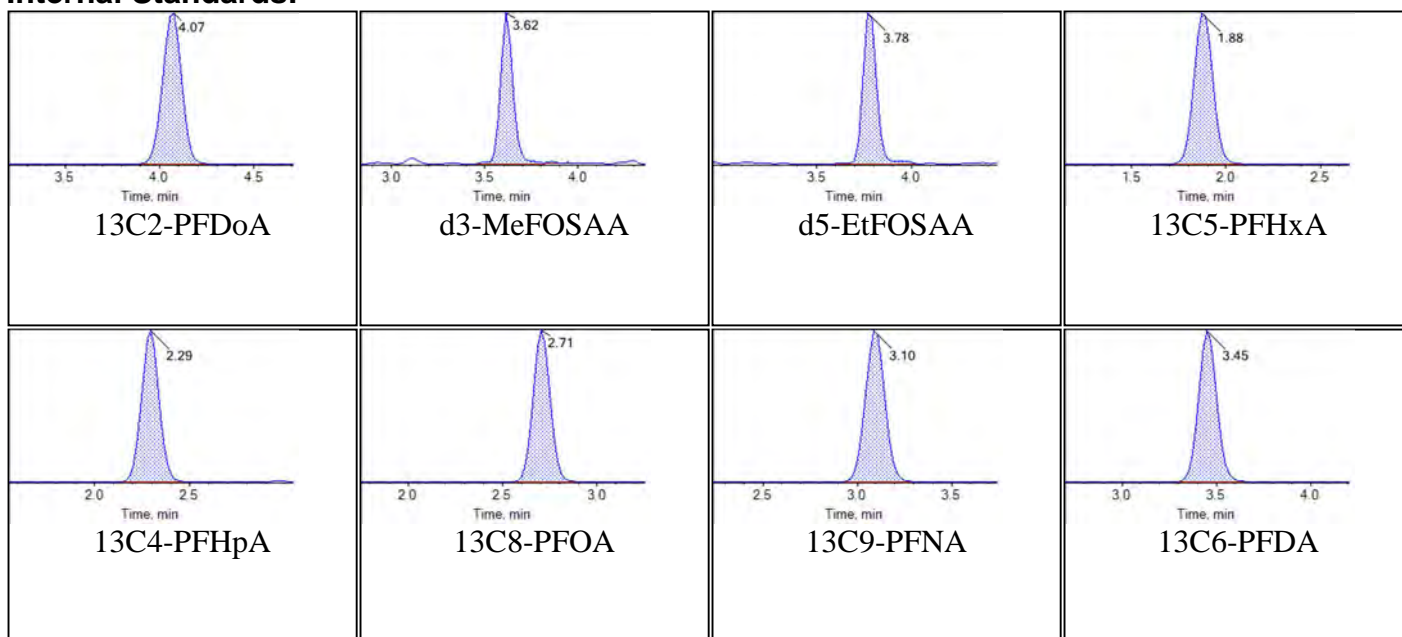 Internal Standards:
4.07
3.5 4.0 4.5
Time, min
13C2-PFDoA
3.62
3.0 3.5 4.0
Time, min
d3-MeFOSAA
3.78
3.5 4.0
Time, min
d5-EtFOSAA
1.88
1.5 2.0 2.5
Time, min
13C5-PFHxA
2.29
2.0 2.5
Time, min
13C4-PFHpA
2.71
2.0 3.0
Time, min
13C8-PFOA
3.10
2.5 3.0 3.5
Time, min
13C9-PFNA
3.45
3.0 3.5 4.0
Time, min
13C6-PFDA